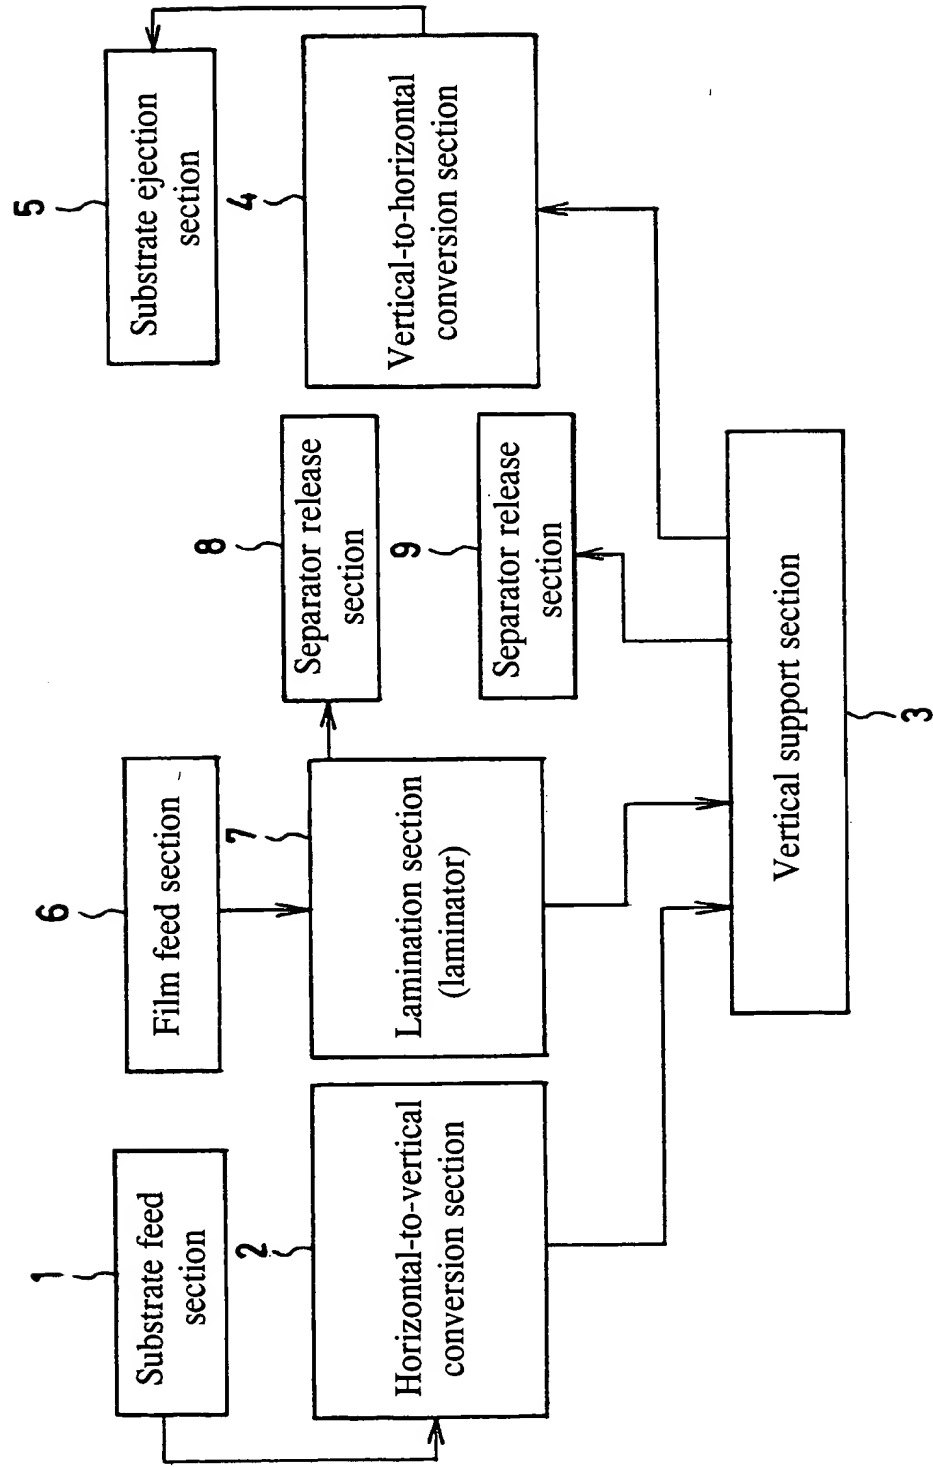 1
Substrate feed
section
2
Horizontal-to-vertical
conversion section
6
Film feed section
7
Lamination section
(laminator)
8
Separator release
section
9
Separator release
section
3
Vertical support section
4
Vertical-to-horizontal
conversion section
5
Substrate ejection
section